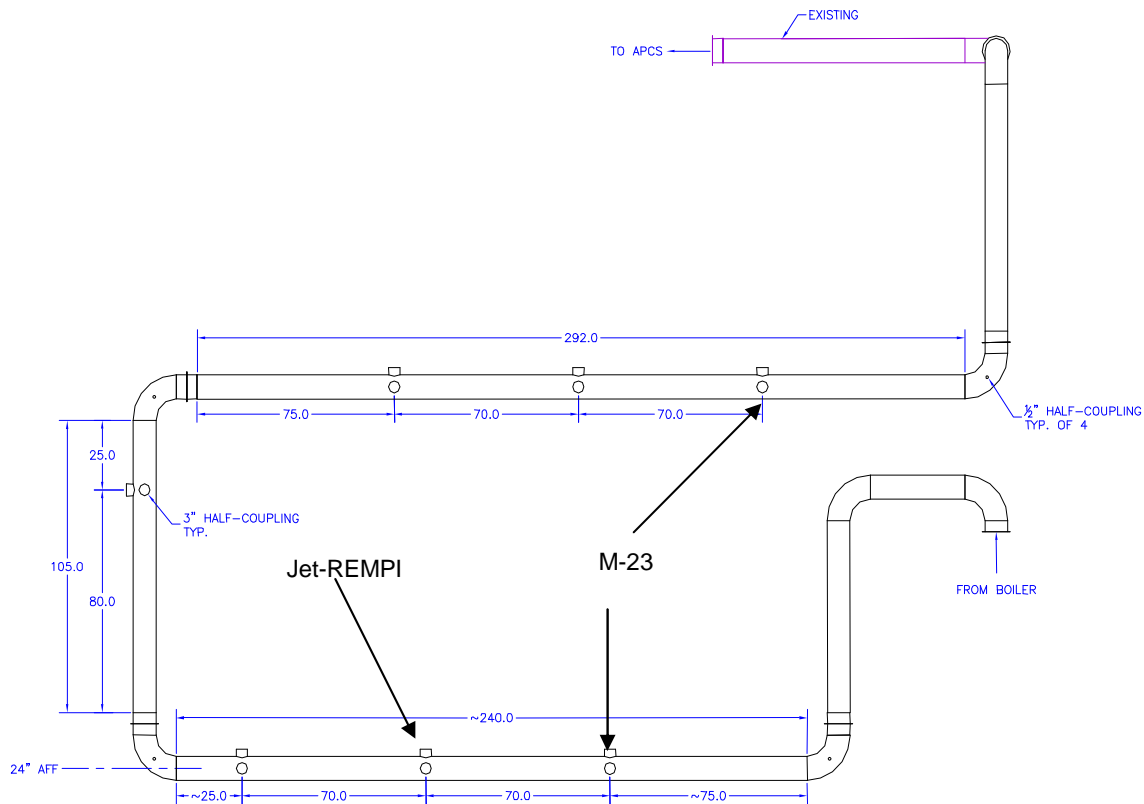 EXISTING
TO APCS
292.0
75.0
70.0
70.0
½" HALF-COUPLING
TYP. OF 4
25.0
3" HALF-COUPLING
TYP.
105.0
80.0
Jet-REMPI
M-23
FROM BOILER
~240.0
24" AFF
~25.0
70.0
70.0
~75.0